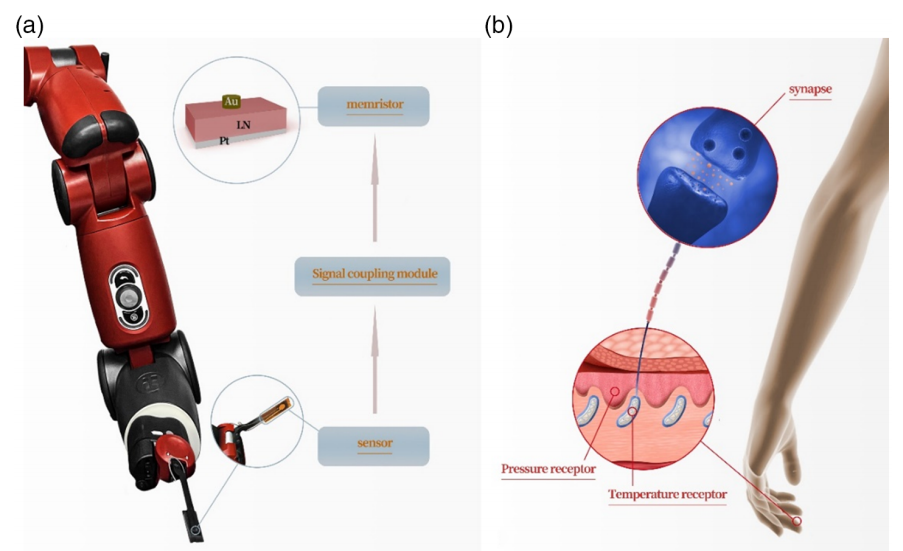 (a)
(b)
Au
LN
Pt
memristor
Signal coupling module
sensor
synapse
Pressure receptor
Temperature receptor